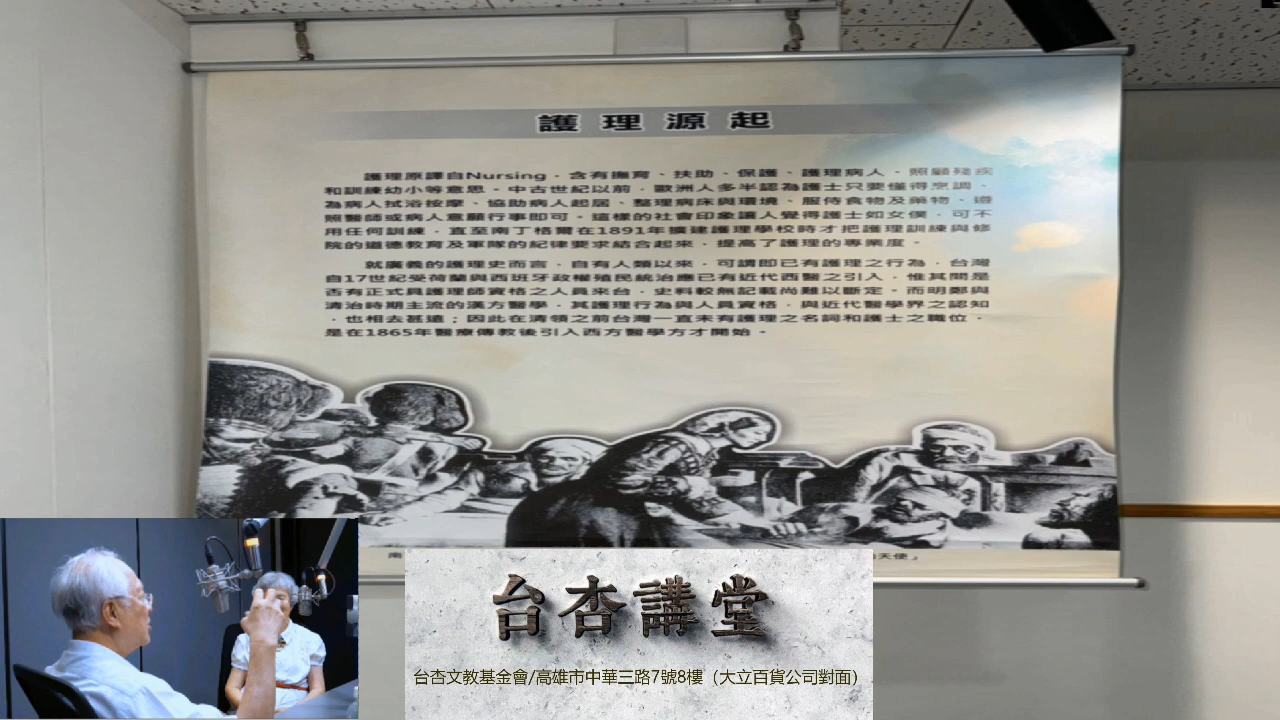 護理源起
護理原譯自Nursing，含有撫育、扶助、保護、護理病人、照顧殘疾
和訓練幼小等意思。中古世紀以前，歐洲人多半認為護士只要懂得烹調、
為病人拭浴按摩、協助病人起居、整理病床與環境、服侍食物及藥物、遵
照醫師或病人意願行事即可。這樣的社會印象讓人覺得護士如女僕，可不
用任何訓練，直至南丁格爾在1891年擴建護理學校時才把護理訓練與修
院的道德教育及軍隊的紀律要求結合起來，提高了護理的專業度。
就廣義的護理史而言，自有人類以來，可謂即已有護理之行為，台灣
自17世紀受荷蘭與西班牙政權殖民統治應已有近代西醫之引入，惟其間是
否有正式具護理師資格之人員來台，史料較無記載尚難以斷定。而明鄭與
清治時期主流的漢方醫學，其護理行為與人員資格，與近代醫學界之認知
，也相去甚遠；因此在清領之前台灣一直未有護理之名詞和護士之職位，
是在1865年醫療傳教後引入西方醫學方才開始。
南
天使」
台杏講堂
台杏文教基金會/高雄市中華三路7號8樓（大立百貨公司對面）